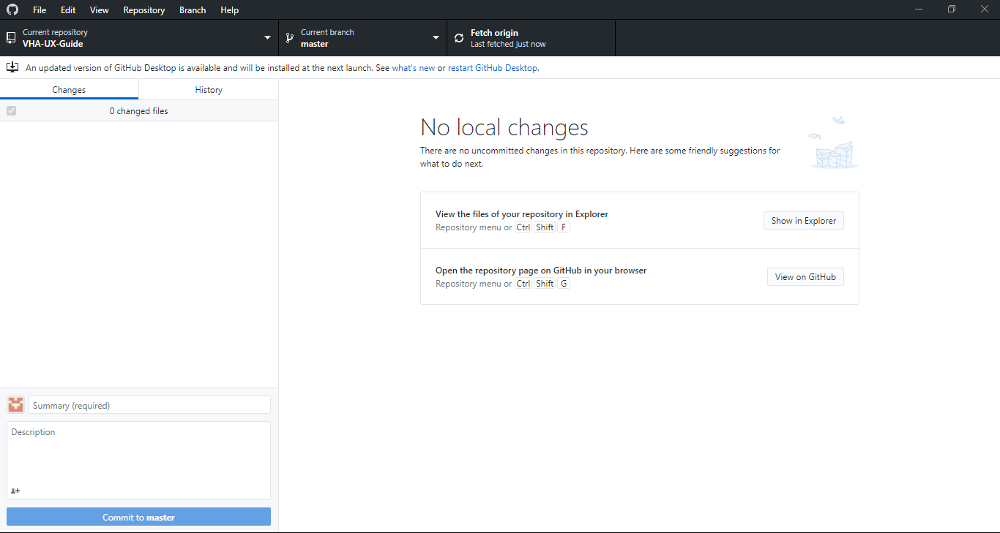 File Edit View Repository Branch Help
Current repository
VHA-UX-Guide
Current branch
master
Fetch origin
Last fetched just now
An updated version of GitHub Desktop is available and will be installed at the next launch. See what's new or restart GitHub Desktop.
Changes
History
0 changed files
No local changes
There are no uncommitted changes in this repository. Here are some friendly suggestions for
what to do next.
View the files of your repository in Explorer
Repository menu or Ctrl Shift F
Show in Explorer
Open the repository page on GitHub in your browser
Repository menu or Ctrl Shift G
View on GitHub
Summary (required)
Description
Commit to master